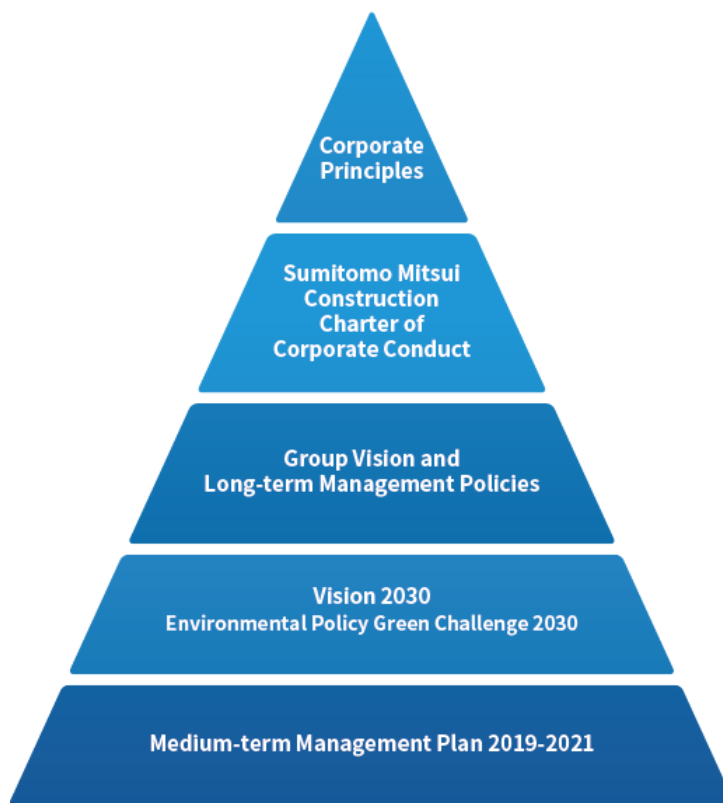 Corporate
Principles
Sumitomo Mitsui
Construction
Charter of
Corporate Conduct
Group Vision and
Long-term Management Policies
Vision 2030
Environmental Policy Green Challenge 2030
Medium-term Management Plan 2019-2021